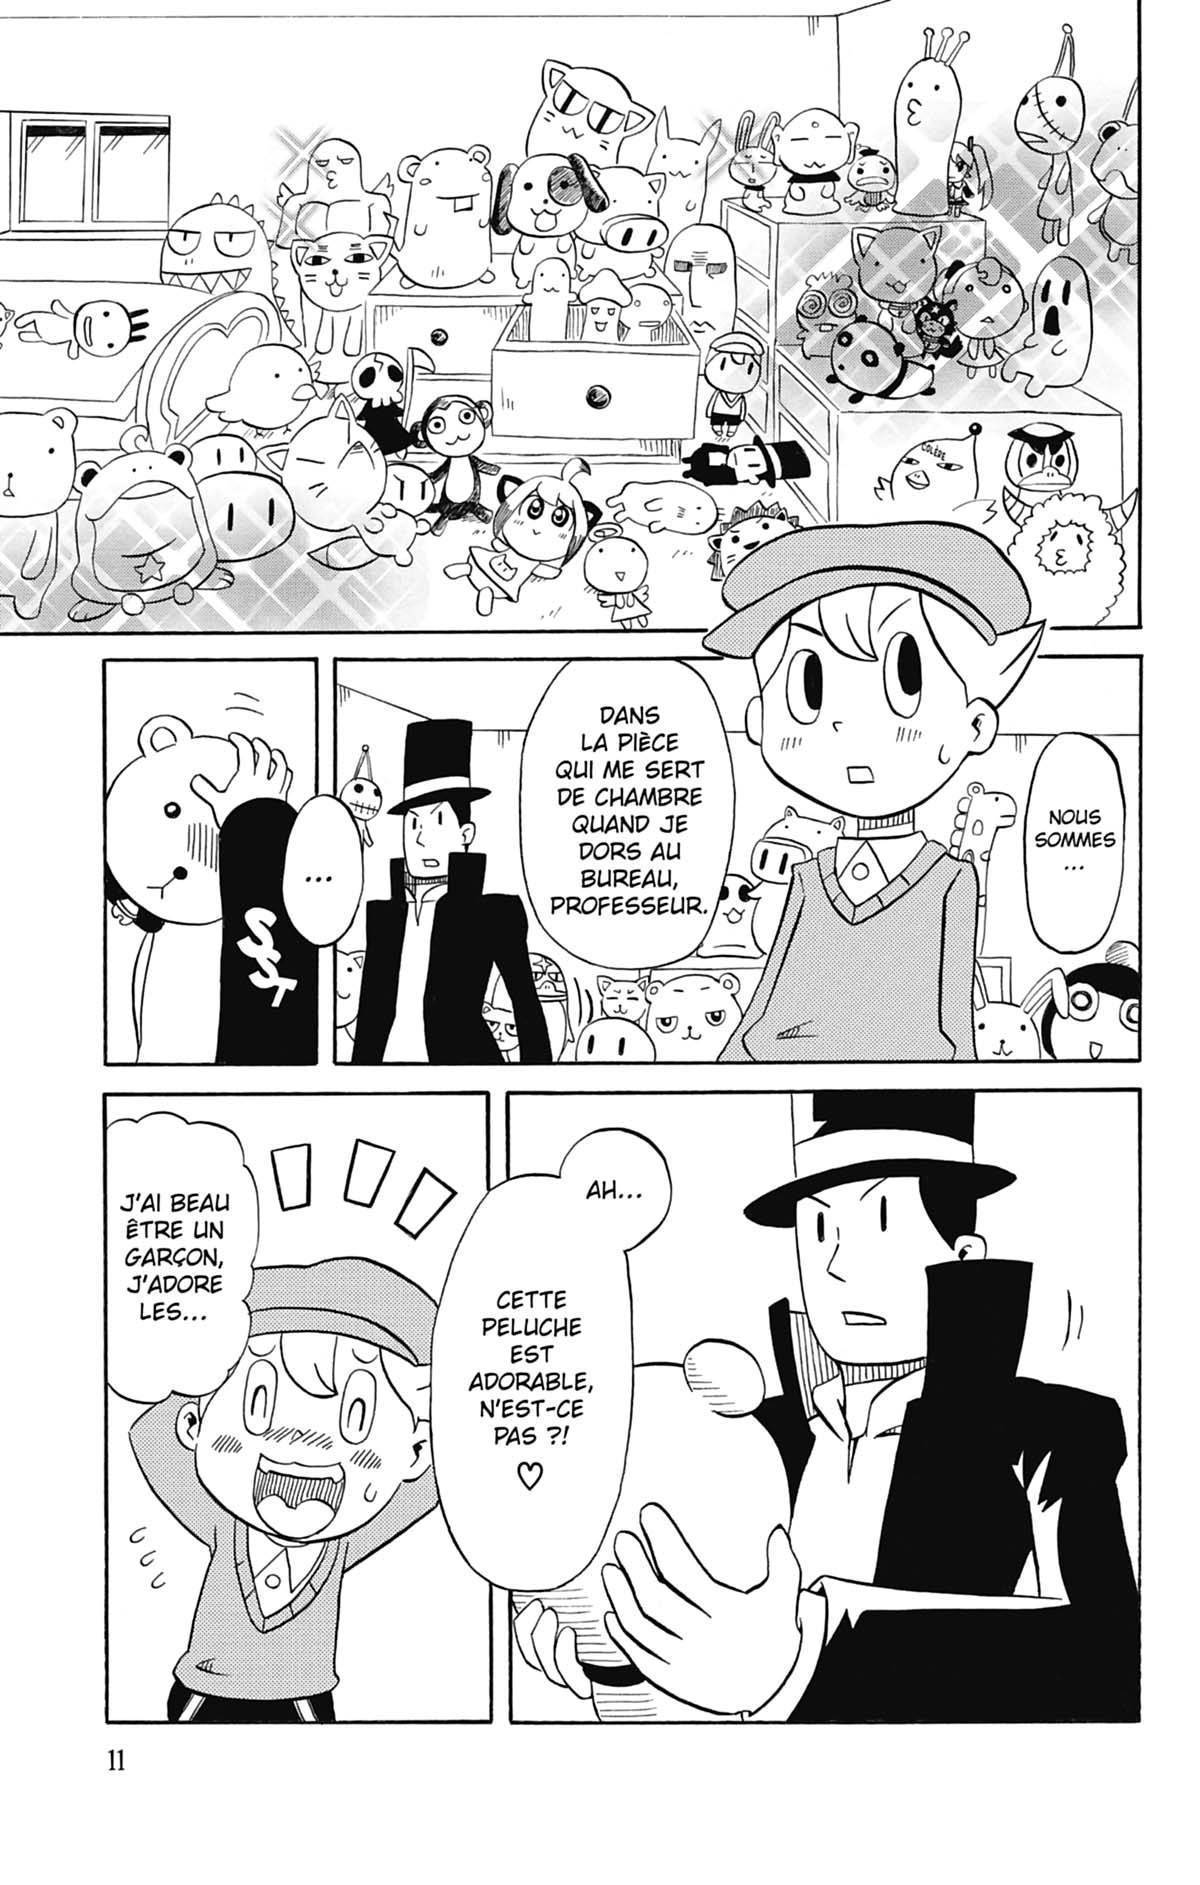 NOUS
SOMMES
...
DANS
LA PIÈCE
QUI ME SERT
DE CHAMBRE
QUAND JE
DORS AU
BUREAU,
PROFESSEUR.
...
SST
AH...
CETTE
PELUCHE
EST
ADORABLE,
N'EST-CE
PAS ?!
♡
J'AI BEAU
ÊTRE UN
GARÇON,
J'ADORE
LES...
11